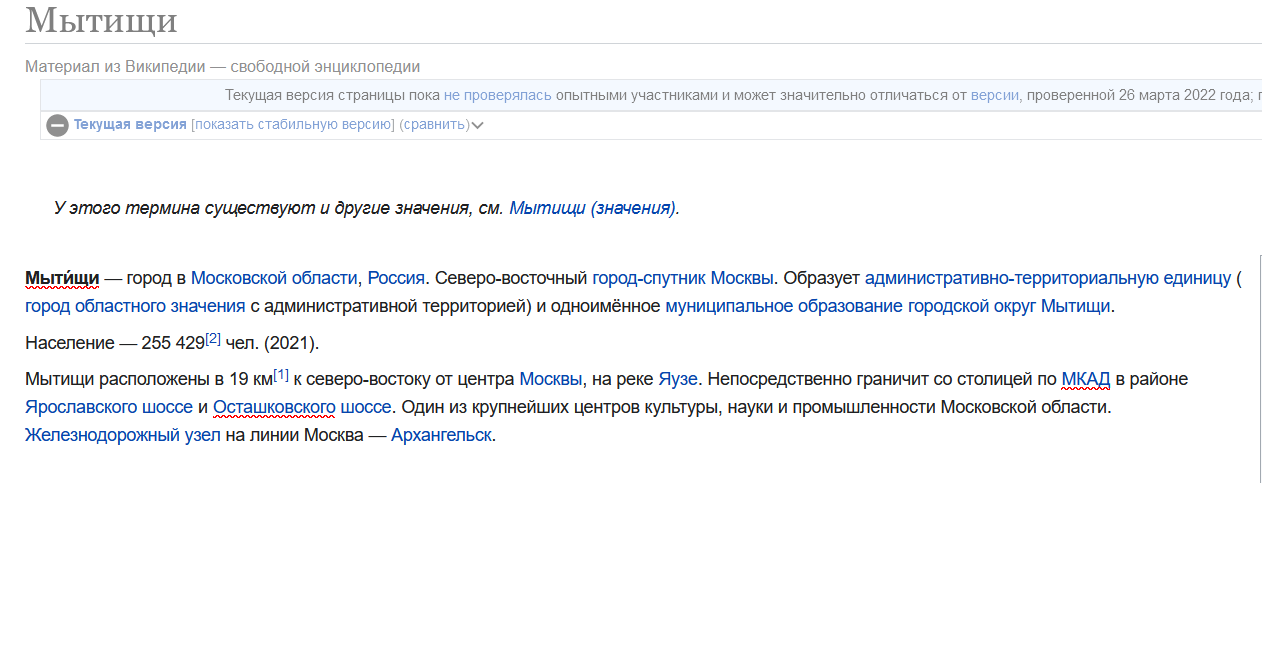 Мытищи
Материал из Википедии — свободной энциклопедии
Текущая версия страницы пока не проверялась опытными участниками и может значительно отличаться от версии, проверенной 26 марта 2022 года;
Текущая версия [показать стабильную версию] (сравнить)
У этого термина существуют и другие значения, см. Мытищи (значения).
Мыти́щи — город в Московской области, Россия. Северо-восточный город-спутник Москвы. Образует административно-территориальную единицу (
город областного значения с административной территорией) и одноимённое муниципальное образование городской округ Мытищи.
Население — 255 429[2] чел. (2021).
Мытищи расположены в 19 км[1] к северо-востоку от центра Москвы, на реке Яузе. Непосредственно граничит со столицей по МКАД в районе
Ярославского шоссе и Осташковского шоссе. Один из крупнейших центров культуры, науки и промышленности Московской области.
Железнодорожный узел на линии Москва — Архангельск.